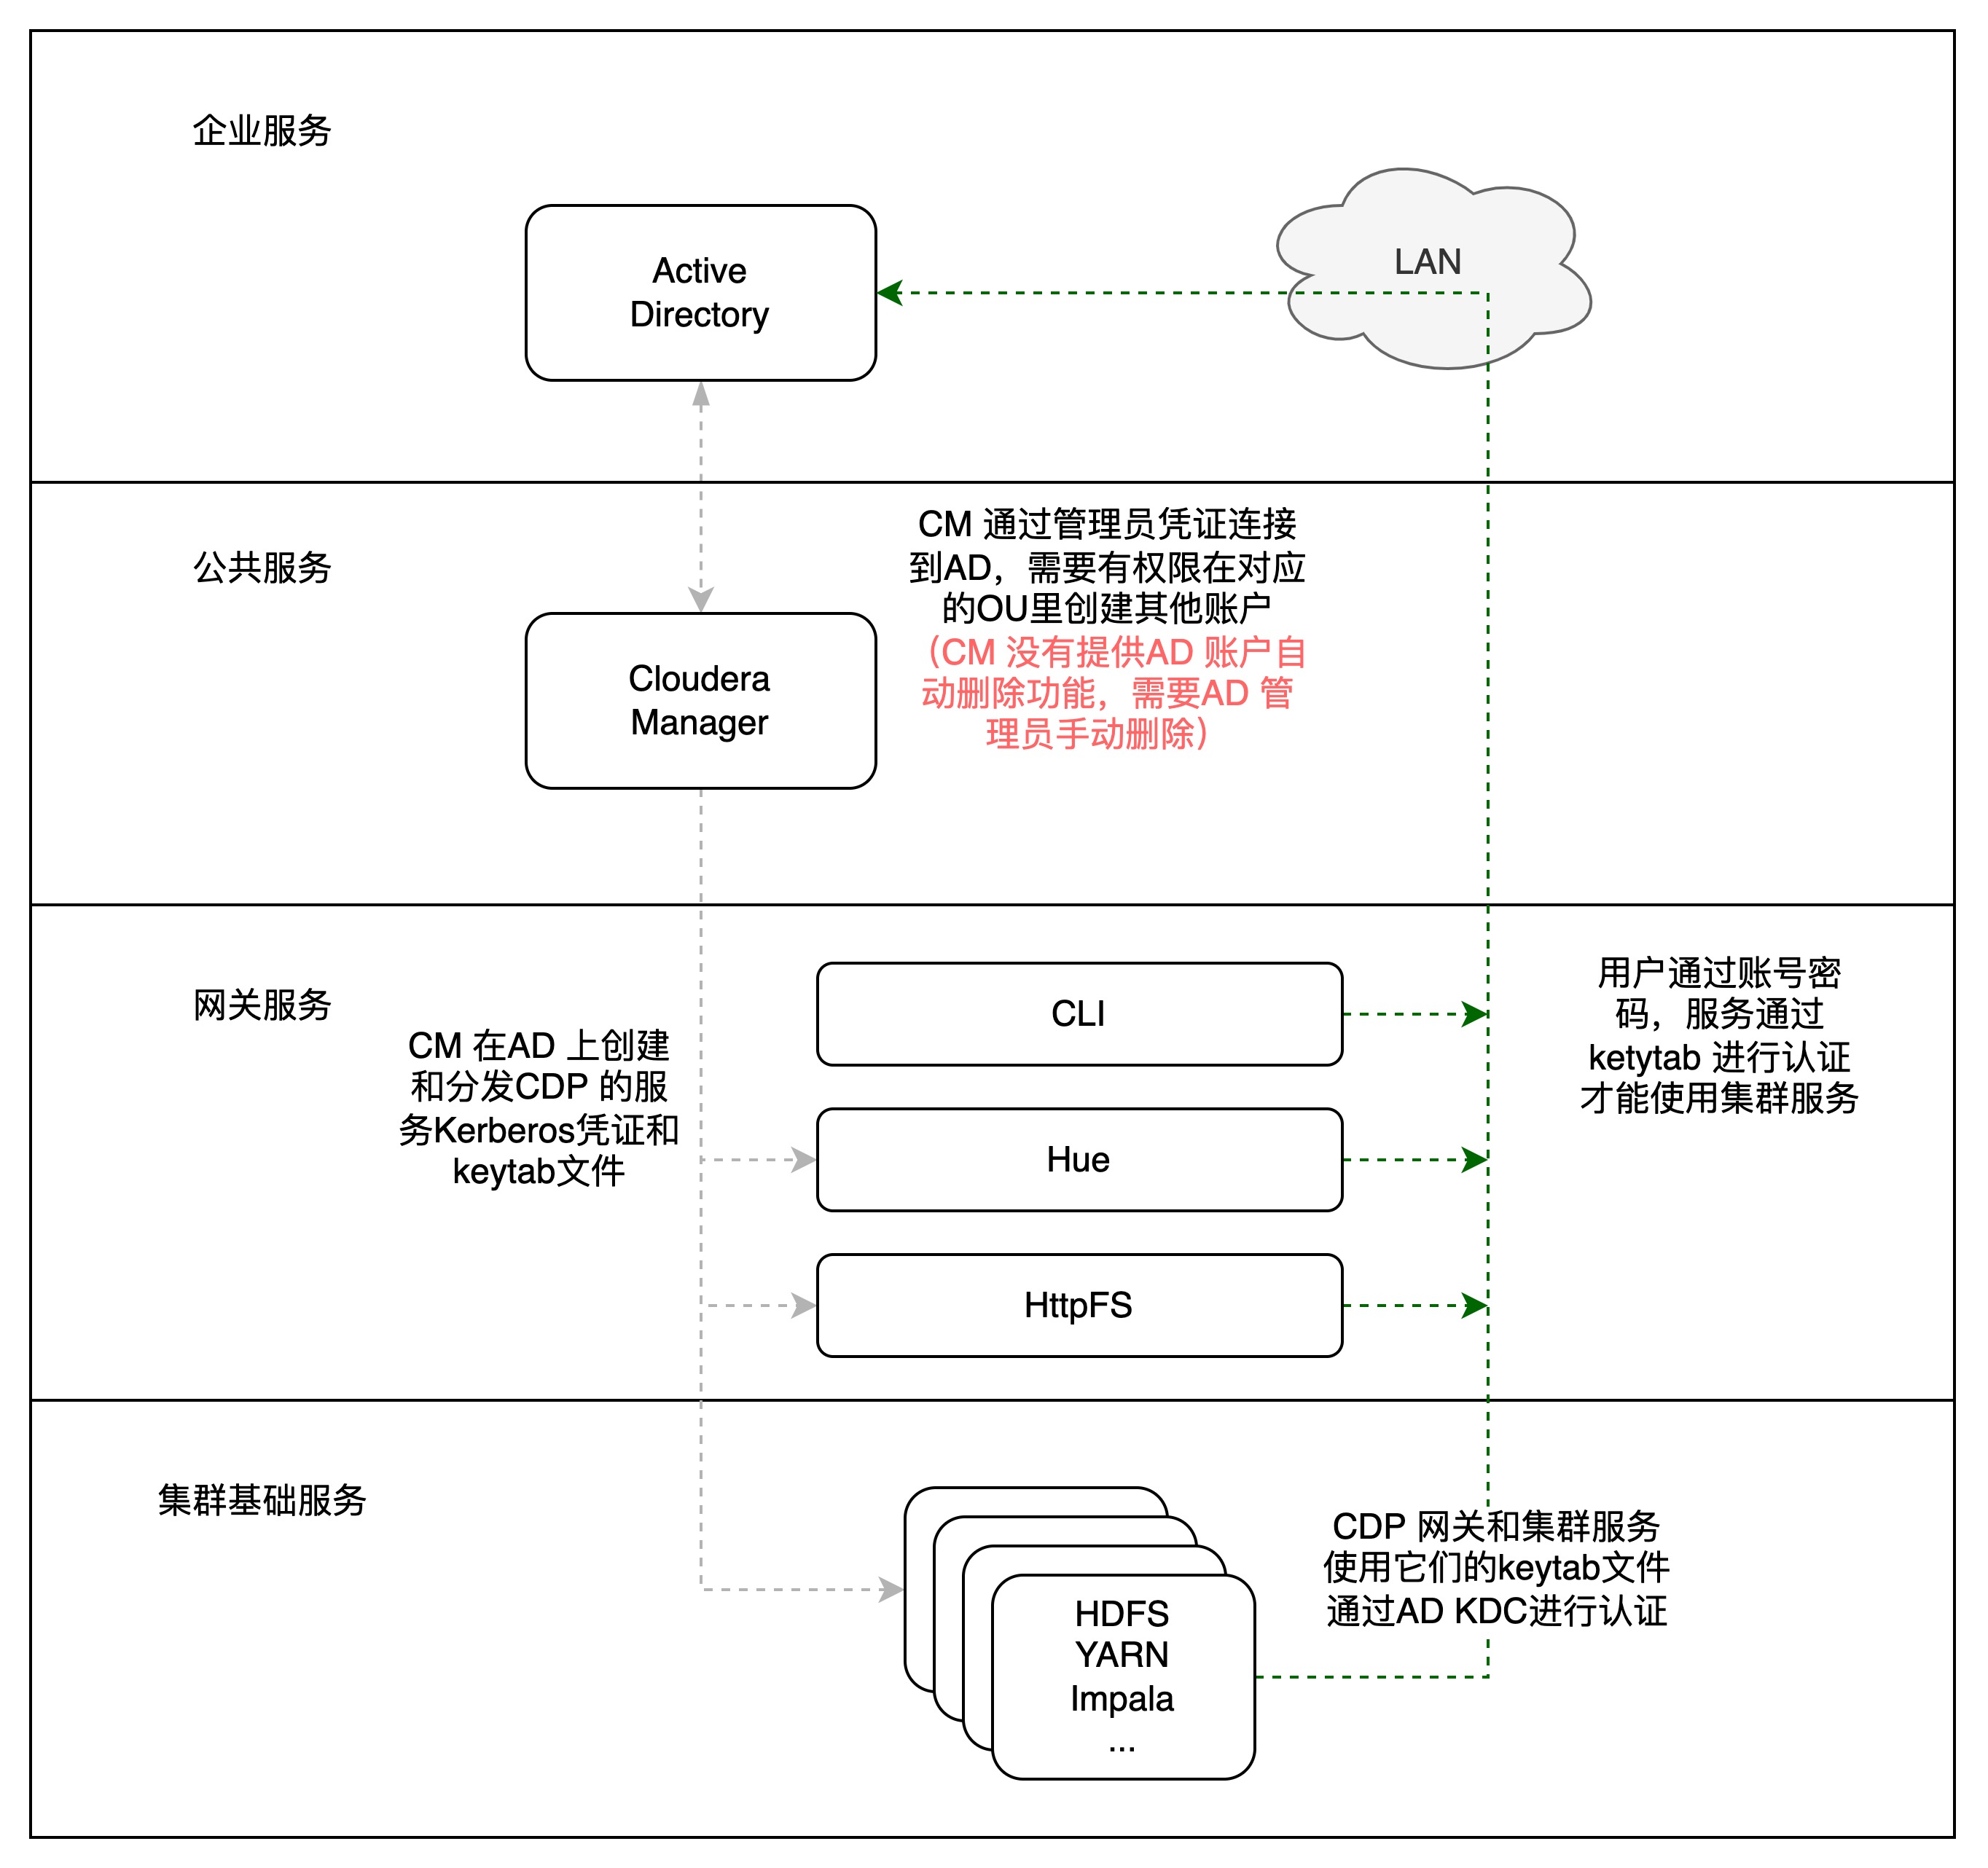 企业服务
Active
Directory
LAN
公共服务
CM 通过管理员凭证连接
到AD，需要有权限在对应
的OU里创建其他账户
（CM 没有提供AD 账户自
动删除功能，需要AD 管
理员手动删除）
Cloudera
Manager
网关服务
CM 在AD 上创建
和分发CDP 的服
务Kerberos凭证和
keytab文件
CLI
Hue
HttpFS
用户通过账号密
码，服务通过
ketytab 进行认证
才能使用集群服务
集群基础服务
HDFS
YARN
Impala
...
CDP 网关和集群服务
使用它们的keytab文件
通过AD KDC进行认证